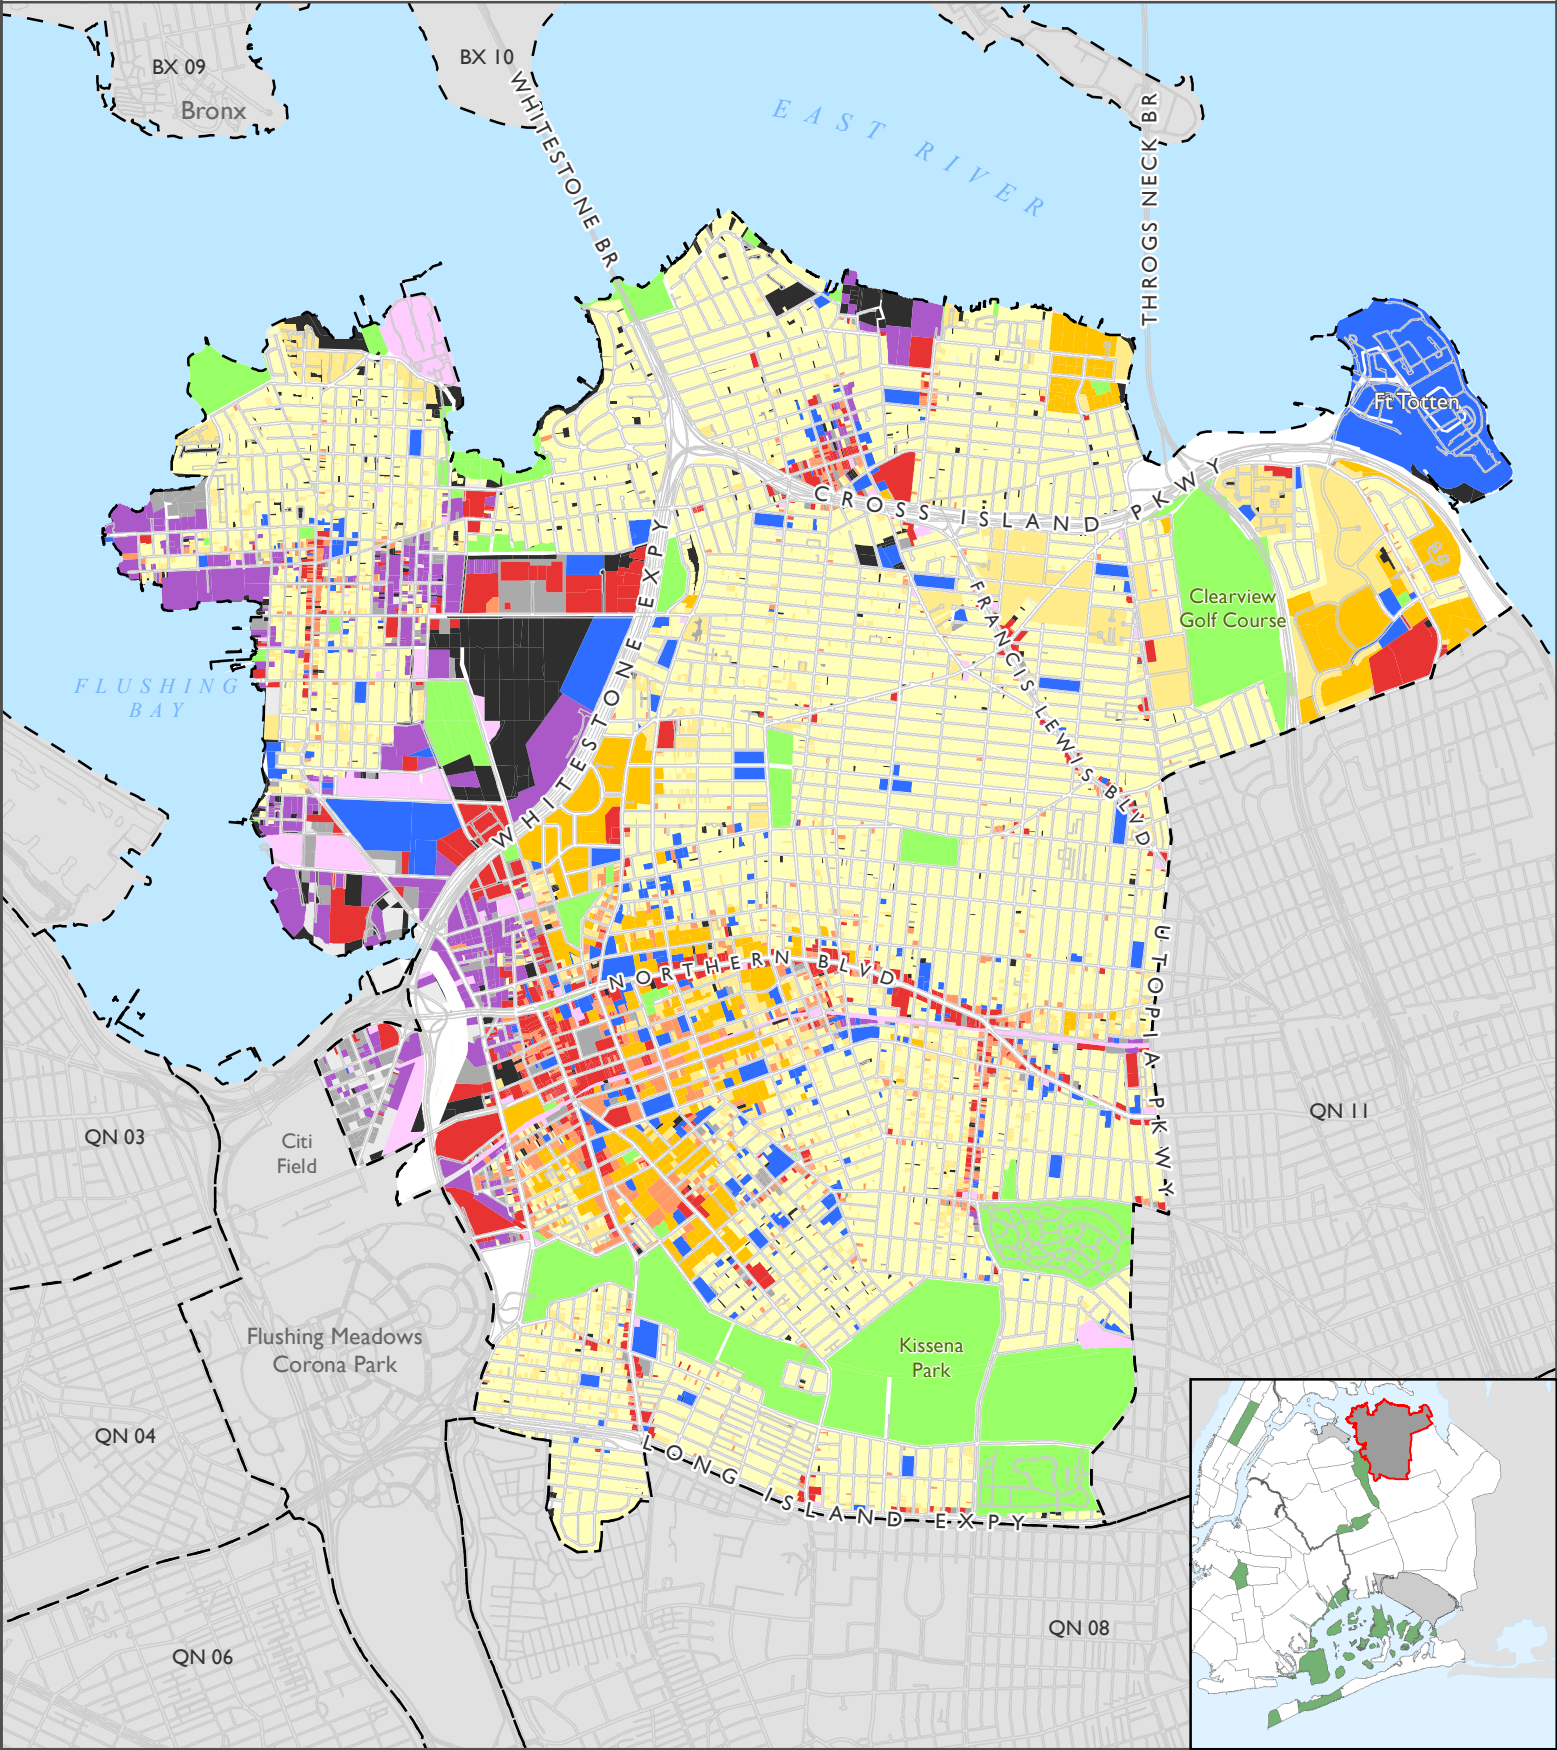 BX 09
Bronx
BX 10
WHITESTONE BR
EAST RIVER
THROGS NECK BR
Ft Totten
CROSS ISLAND PKWY
WHITESTONE EXPY
FRANCIS LEWIS BLVD
Clearview
Golf Course
FLUSHING
BAY
NORTHERN BLVD
UTOPIA PKWY
QN 03
Citi
Field
QN 11
Flushing Meadows
Corona Park
Kissena
Park
QN 04
LONG ISLAND EXPY
QN 06
QN 08